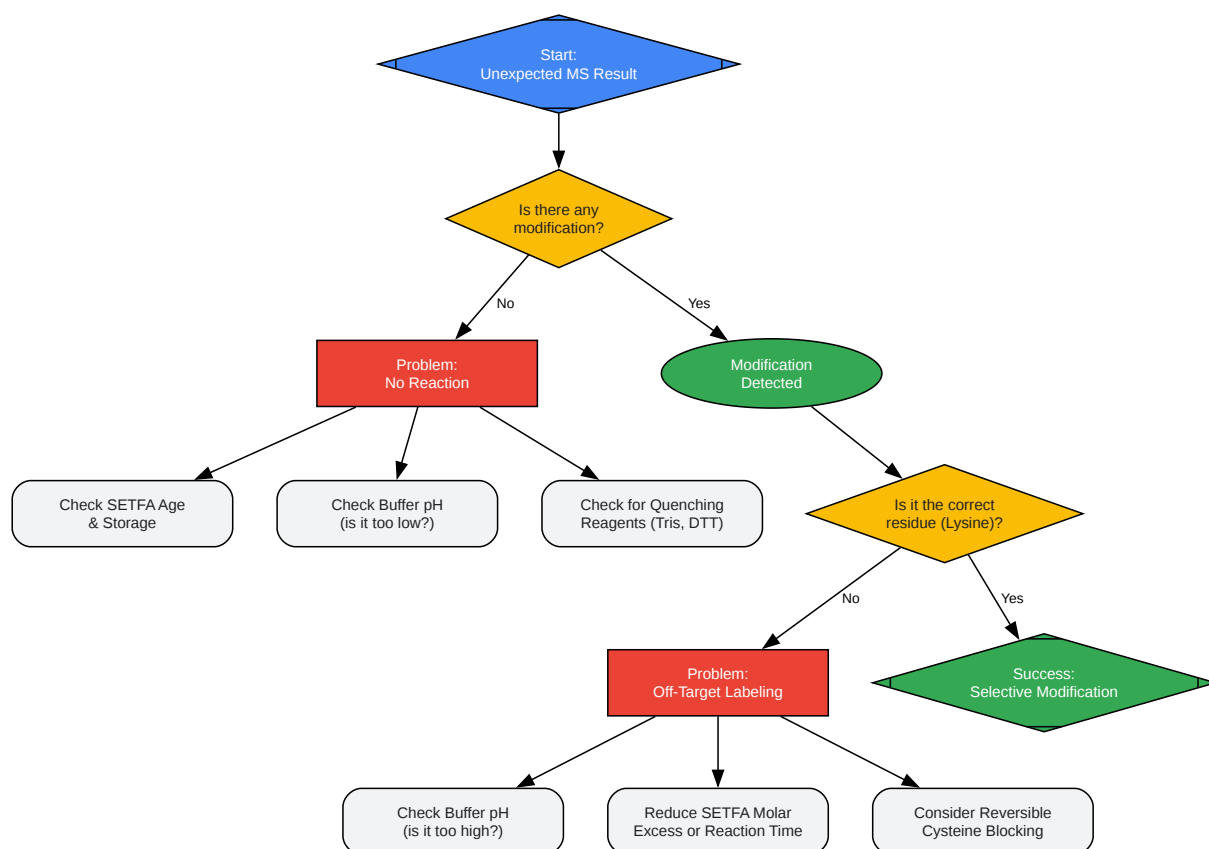 Start:
Unexpected MS Result
Is there any
modification?
No
Yes
Problem:
No Reaction
Modification
Detected
Check SETFA Age
& Storage
Check Buffer pH
(is it too low?)
Check for Quenching
Reagents (Tris, DTT)
Is it the correct
residue (Lysine)?
No
Yes
Problem:
Off-Target Labeling
Success:
Selective Modification
Check Buffer pH
(is it too high?)
Reduce SETFA Molar
Excess or Reaction Time
Consider Reversible
Cysteine Blocking